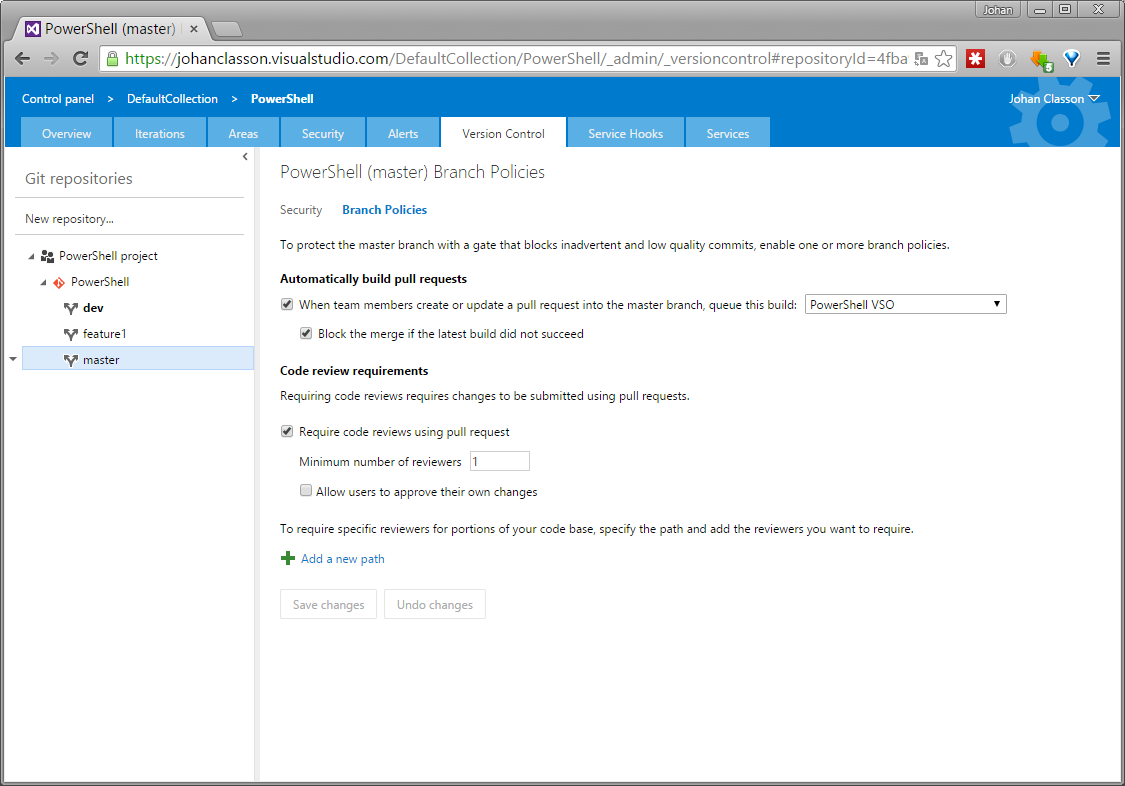 Johan
PowerShell (master)
https://johanclasson.visualstudio.com/DefaultCollection/PowerShell/_admin/_versioncontrol#repositoryId=4fba
5
Control panel > DefaultCollection > PowerShell
Johan Classon
Overview Iterations Areas Security Alerts Version Control Service Hooks Services
Git repositories
New repository...
PowerShell project
PowerShell
dev
feature1
master
PowerShell (master) Branch Policies
Security Branch Policies
To protect the master branch with a gate that blocks inadvertent and low quality commits, enable one or more branch policies.
Automatically build pull requests
When team members create or update a pull request into the master branch, queue this build: PowerShell VSO
Block the merge if the latest build did not succeed
Code review requirements
Requiring code reviews requires changes to be submitted using pull requests.
Require code reviews using pull request
Minimum number of reviewers 1
Allow users to approve their own changes
To require specific reviewers for portions of your code base, specify the path and add the reviewers you want to require.
Add a new path
Save changes Undo changes